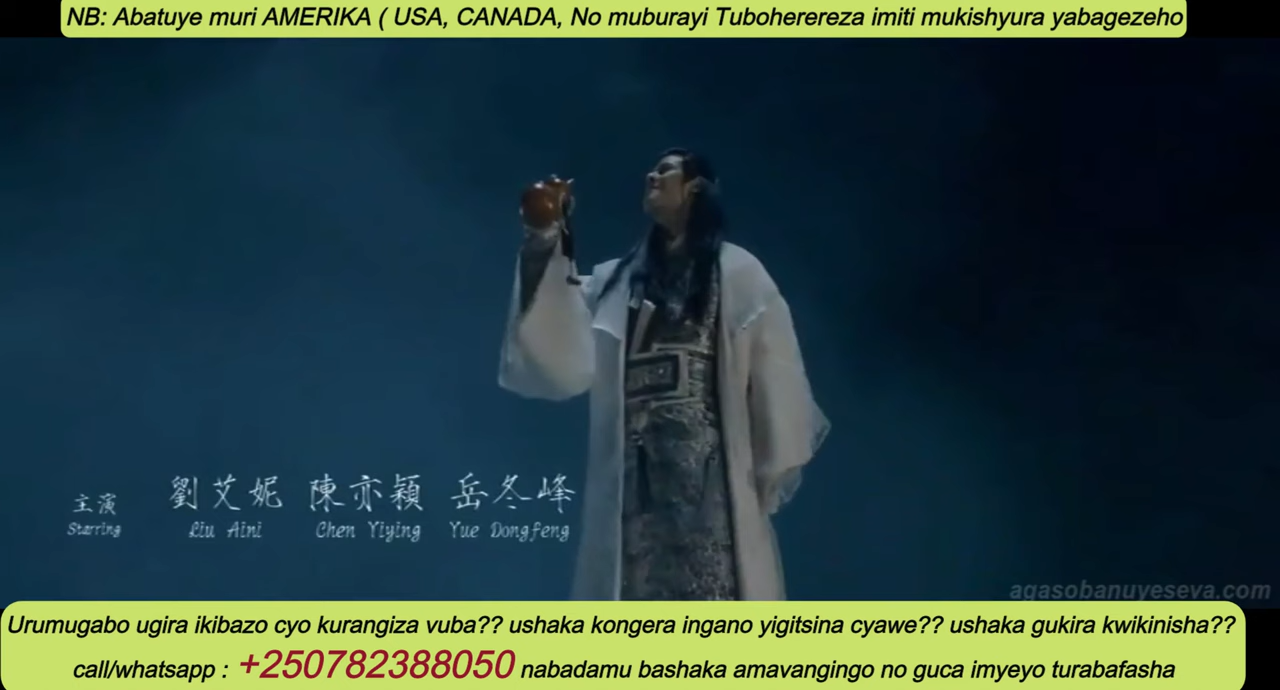 NB: Abatuye muri AMERIKA ( USA, CANADA, No muburayi Tuboherereza imiti mukishyura yabagezeho
主演 劉艾妮 陳亦穎 岳冬峰
Starring Liu Aini Chen Yiying Yue Dongfeng
agasobanuyeseva.com
Urumugabo ugira ikibazo cyo kurangiza vuba?? ushaka kongera ingano yigitsina cyawe?? ushaka gukira kwikinisha??
call/whatsapp : +250782388050 nabadamu bashaka amavangingo no guca imyeyo turabafasha